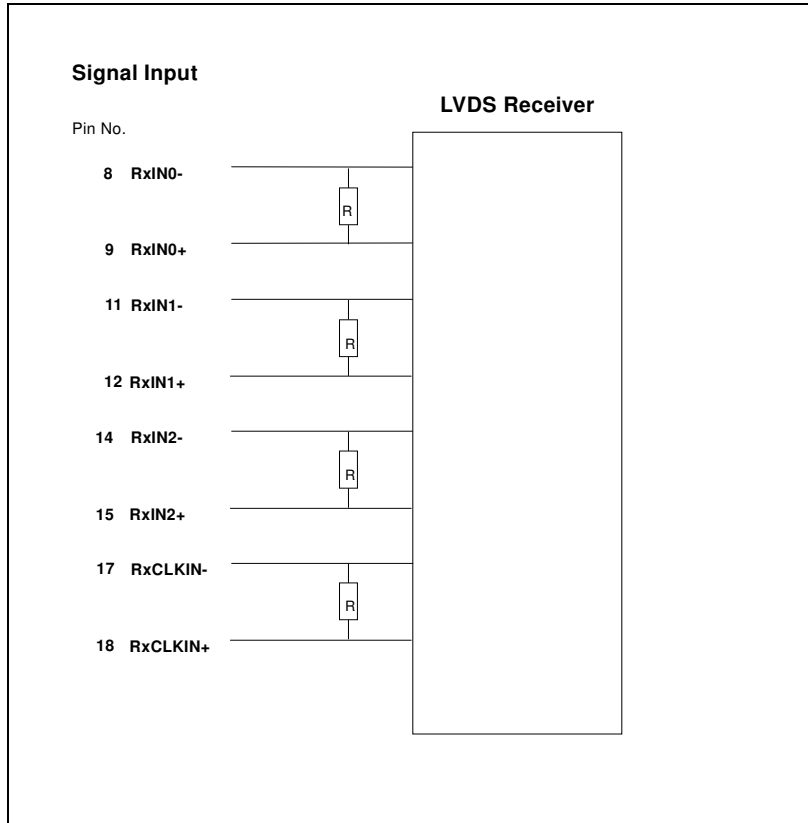 Signal Input
LVDS Receiver
Pin No.
8 RxIN0-
R
9 RxIN0+
11 RxIN1-
R
12 RxIN1+
14 RxIN2-
R
15 RxIN2+
17 RxCLKIN-
R
18 RxCLKIN+